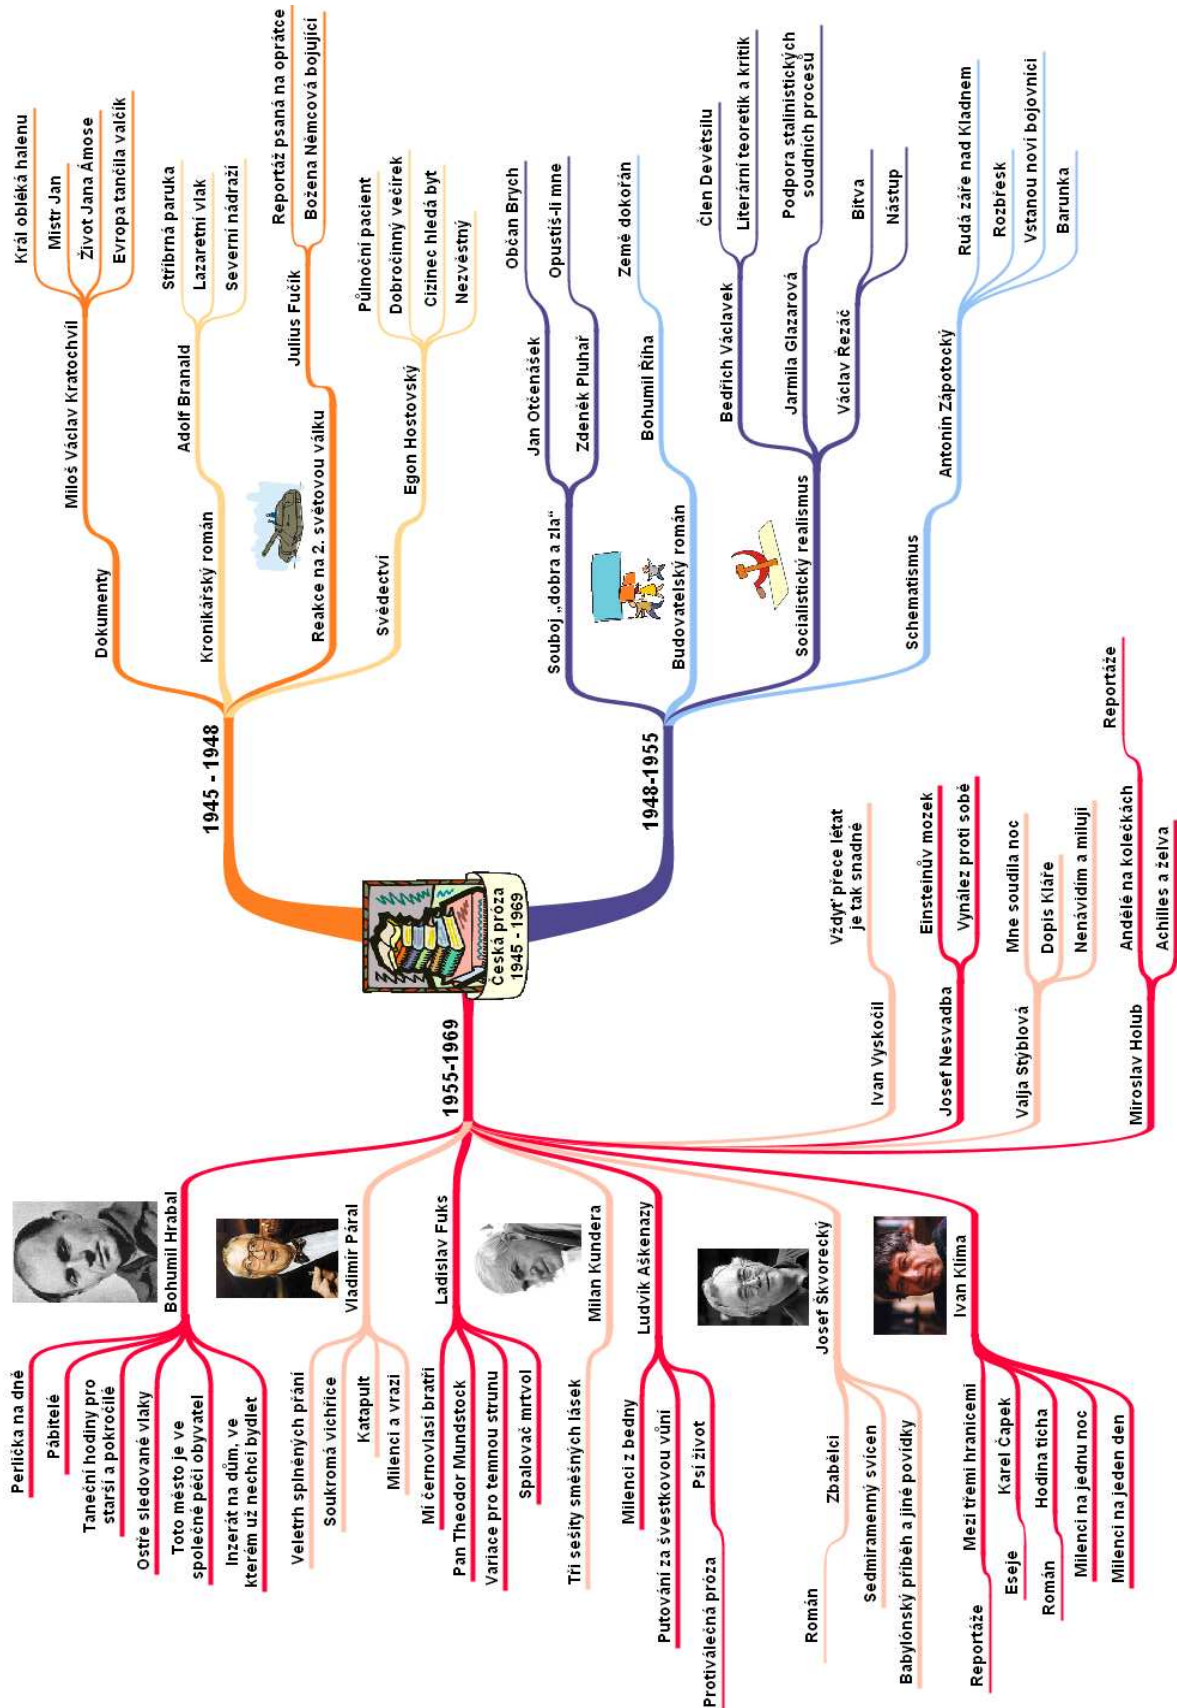 Česká próza
1945 - 1969
1945 - 1948
Dokumenty
Miloš Václav Kratochvíl
Král obléká halenu
Mistr Jan
Život Jana Ámose
Evropa tančila valčík
Kronikářský román
Adolf Branald
Stříbrná paruka
Lazaretní vlak
Severní nádraží
Reakce na 2. světovou válku
Julius Fučík
Reportáž psaná na oprátce
Božena Němcová bojující
Svědectví
Egon Hostovský
Půlnoční pacient
Dobročinný večírek
Cizinec hledá byt
Nezvěstný
1948-1955
Souboj „dobra a zla“
Jan Otčenášek
Občan Brych
Zdeněk Pluhař
Opustíš-li mne
Budovatelský román
Bohumil Říha
Země dokořán
Socialistický realismus
Bedřich Václavek
Člen Devětsilu
Literární teoretik a kritik
Jarmila Glazarová
Podpora stalinistických
soudních procesů
Václav Řezáč
Bitva
Nástup
Schematismus
Antonín Zápotocký
Rudá záře nad Kladnem
Rozbřesk
Vstanou noví bojovníci
Barunka
1955-1969
Bohumil Hrabal
Perlička na dně
Pábitelé
Taneční hodiny pro
starší a pokročilé
Ostře sledované vlaky
Toto město je ve
společné péči obyvatel
Inzerát na dům, ve
kterém už nechci bydlet
Vladimír Páral
Veletrh splněných přání
Soukromá vichřice
Katapult
Milenci a vrazi
Ladislav Fuks
Mí černovlasí bratři
Pan Theodor Mundstock
Variace pro temnou strunu
Spalovač mrtvol
Milan Kundera
Tři sešity směšných lásek
Ludvík Aškenazy
Milenci z bedny
Putování za švestkovou vůní
Psí život
Protiválečná próza
Josef Škvorecký
Zbabělci
Román
Sedmiramenný svícen
Babylónský příběh a jiné povídky
Ivan Klíma
Mezi třemi hranicemi
Reportáže
Karel Čapek
Eseje
Hodina ticha
Román
Milenci na jednu noc
Milenci na jeden den
Ivan Vyskočil
Vždyť přece létat
je tak snadné
Josef Nesvadba
Einsteinův mozek
Vynález proti sobě
Valja Stýblová
Mne soudila noc
Dopis Kláře
Nenávidím a miluji
Miroslav Holub
Andělé na kolečkách
Reportáže
Achilles a želva